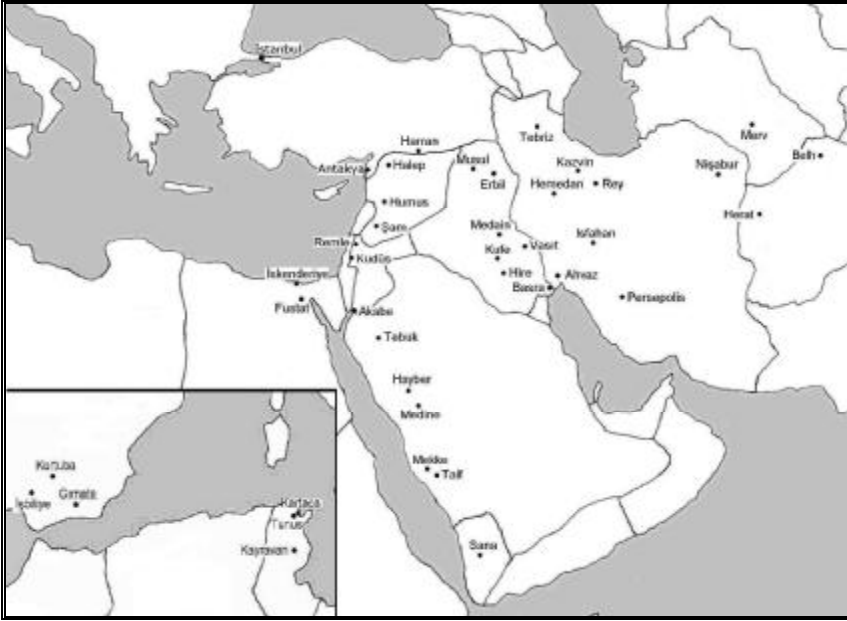 İstanbul
Harran
Tebriz
Merv
Antakya
Halep
Musul
Erbil
Kazvin
Hemedan
Rey
Nişabur
Belh
Humus
Şam
Herat
Remle
Kudüs
Medain
Kufe
Vasıt
Isfahan
Hire
Ahvaz
Basra
Persepolis
İskenderiye
Fustat
Akabe
Tebuk
Hayber
Medine
Mekke
Taif
Sana
Kurtuba
İşbiliye
Gırnata
Kartaca
Tunus
Kayravan